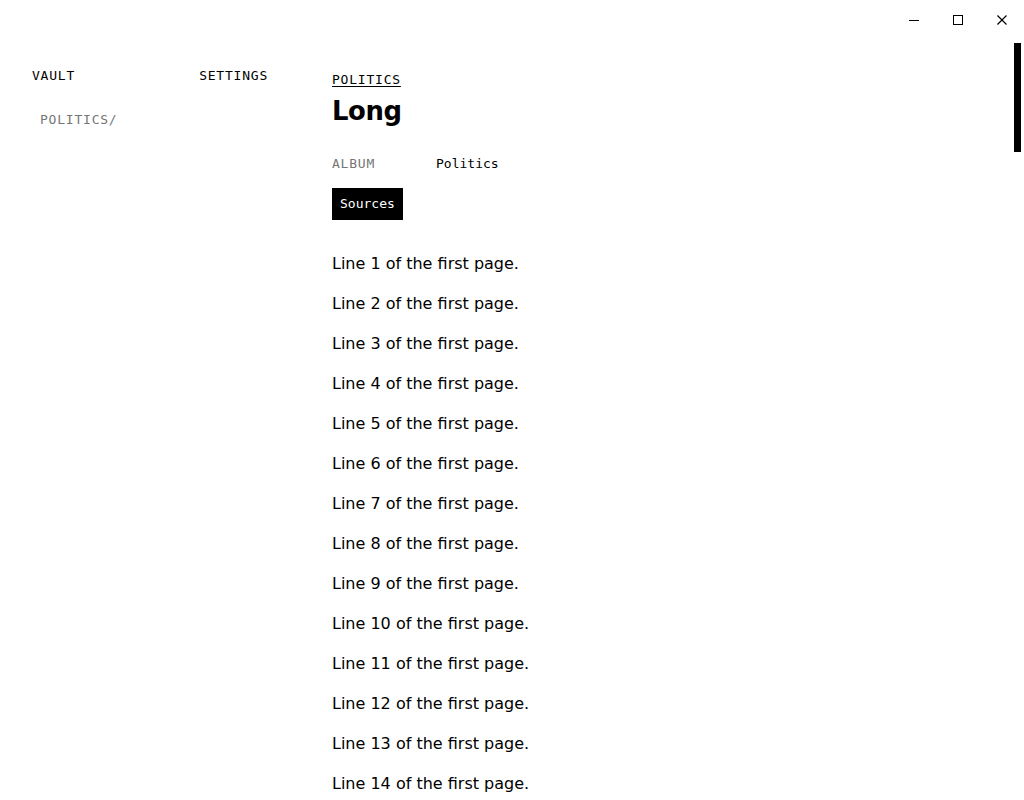 VAULT
SETTINGS
POLITICS/
POLITICS
Long
ALBUM Politics
Sources
Line 1 of the first page.
Line 2 of the first page.
Line 3 of the first page.
Line 4 of the first page.
Line 5 of the first page.
Line 6 of the first page.
Line 7 of the first page.
Line 8 of the first page.
Line 9 of the first page.
Line 10 of the first page.
Line 11 of the first page.
Line 12 of the first page.
Line 13 of the first page.
Line 14 of the first page.